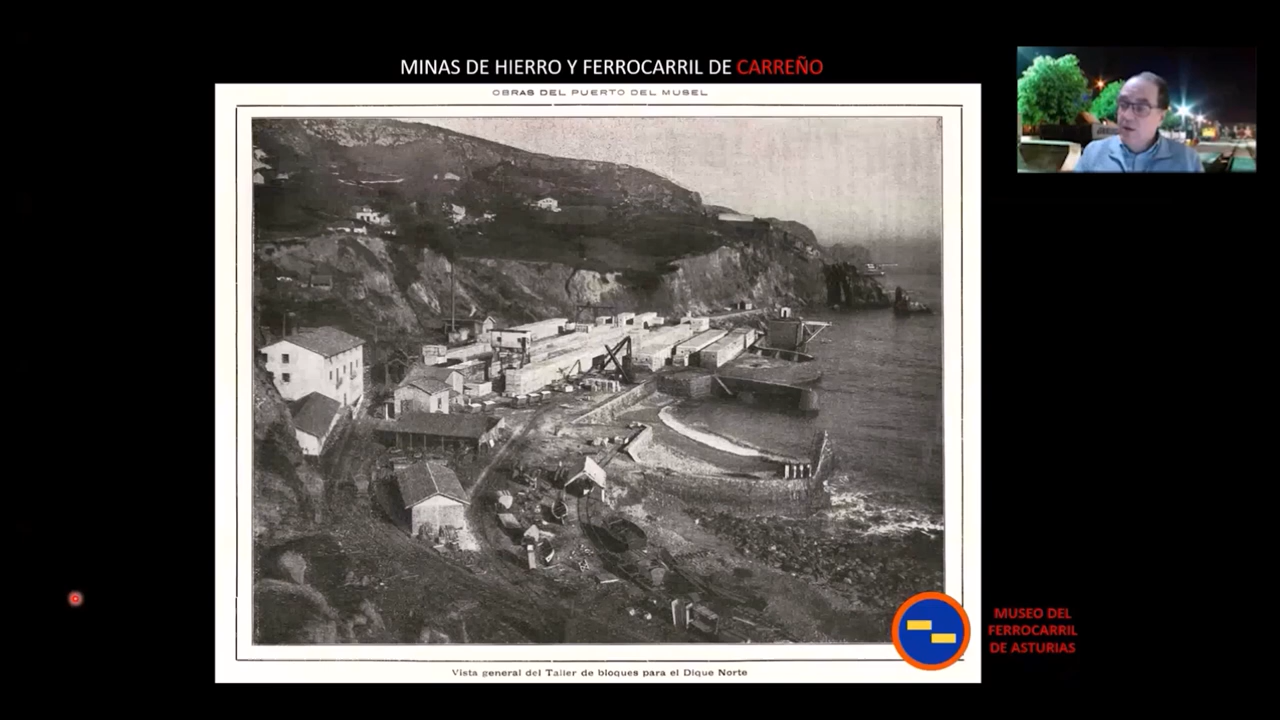 MINAS DE HIERRO Y FERROCARRIL DE CARREÑO
OBRAS DEL PUERTO DEL MUSEL
Vista general del Taller de bloques para el Dique Norte
MUSEO DEL
FERROCARRIL
DE ASTURIAS